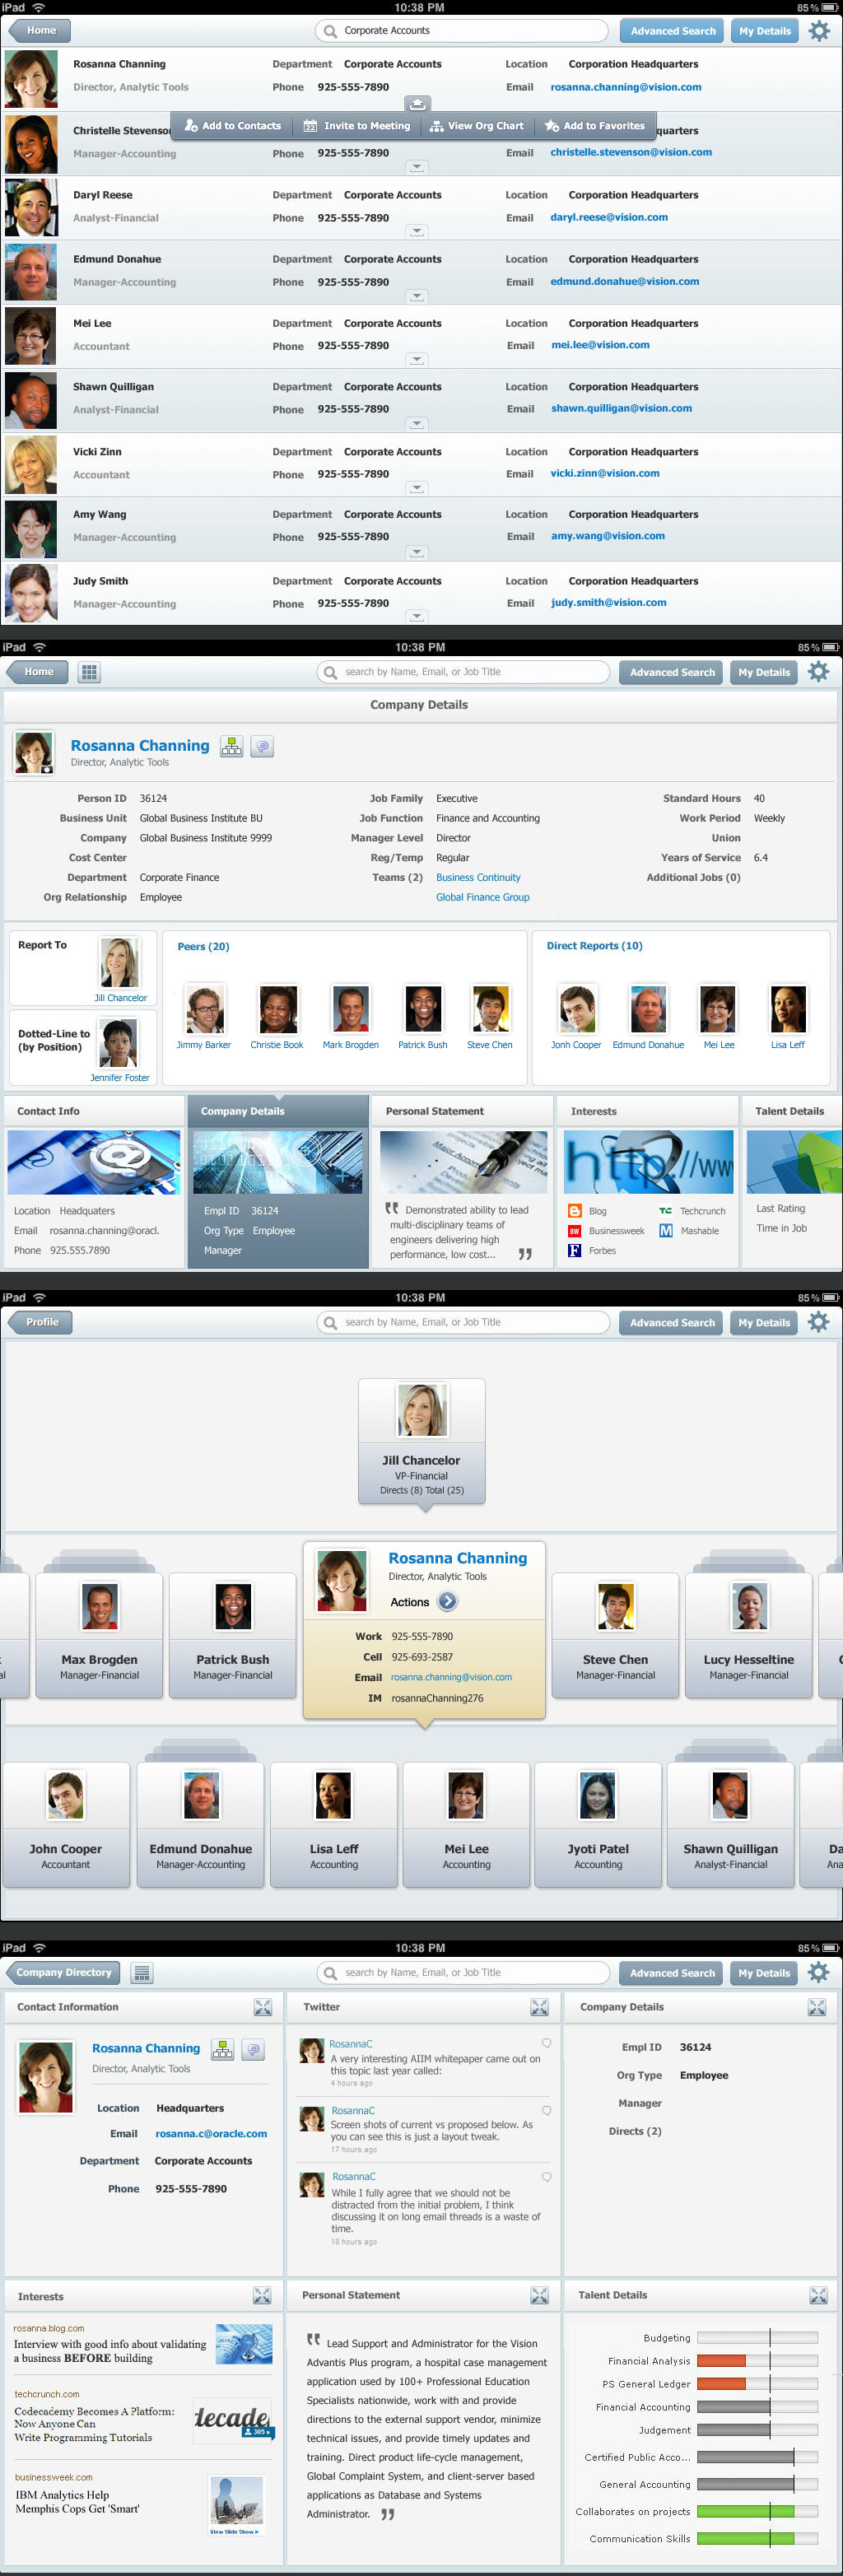 iPad 10:38 PM 85%
Home Corporate Accounts Advanced Search My Details
Rosanna Channing Department Corporate Accounts Location Corporation Headquarters
Director, Analytic Tools Phone 925-555-7890 Email rosanna.channing@vision.com
Add to Contacts Invite to Meeting View Org Chart Add to Favorites
Christelle Stevenso quarters
Manager-Accounting Phone 925-555-7890 Email christelle.stevenson@vision.com
Daryl Reese Department Corporate Accounts Location Corporation Headquarters
Analyst-Financial Phone 925-555-7890 Email daryl.reese@vision.com
Edmund Donahue Department Corporate Accounts Location Corporation Headquarters
Manager-Accounting Phone 925-555-7890 Email edmund.donahue@vision.com
Mei Lee Department Corporate Accounts Location Corporation Headquarters
Accountant Phone 925-555-7890 Email mei.lee@vision.com
Shawn Quilligan Department Corporate Accounts Location Corporation Headquarters
Analyst-Financial Phone 925-555-7890 Email shawn.quilligan@vision.com
Vicki Zinn Department Corporate Accounts Location Corporation Headquarters
Accountant Phone 925-555-7890 Email vicki.zinn@vision.com
Amy Wang Department Corporate Accounts Location Corporation Headquarters
Manager-Accounting Phone 925-555-7890 Email amy.wang@vision.com
Judy Smith Department Corporate Accounts Location Corporation Headquarters
Manager-Accounting Phone 925-555-7890 Email judy.smith@vision.com
iPad 10:38 PM 85%
Home search by Name, Email, or Job Title Advanced Search My Details
Company Details
Rosanna Channing
Director, Analytic Tools
Person ID 36124 Job Family Executive Standard Hours 40
Business Unit Global Business Institute BU Job Function Finance and Accounting Work Period Weekly
Company Global Business Institute 9999 Manager Level Director Union
Cost Center Reg/Temp Regular Years of Service 6.4
Department Corporate Finance Teams (2) Business Continuity Additional Jobs (0)
Org Relationship Employee Global Finance Group
Report To Peers (20) Direct Reports (10)
Jill Chancelor
Dotted-Line to
(by Position)
Jennifer Foster
Jimmy Barker Christie Book Mark Brogden Patrick Bush Steve Chen Jonh Cooper Edmund Donahue Mei Lee Lisa Leff
Contact Info Company Details Personal Statement Interests Talent Details
http://ww
Location Headquaters
Email rosanna.channing@oracl.
Phone 925.555.7890
Empl ID 36124
Org Type Employee
Manager
" Demonstrated ability to lead
multi-disciplinary teams of
engineers delivering high
performance, low cost... "
Blog TC Techcrunch
BW Businessweek M Mashable
F Forbes
Last Rating
Time in Job
iPad 10:38 PM 85%
Profile search by Name, Email, or Job Title Advanced Search My Details
Jill Chancelor
VP-Financial
Directs (8) Total (25)
Rosanna Channing
Director, Analytic Tools
Actions
Work 925-555-7890
Cell 925-693-2587
Email rosanna.channing@vision.com
IM rosannaChanning276
Max Brogden Patrick Bush Steve Chen Lucy Hesseltine
Manager-Financial Manager-Financial Manager-Financial Manager-Financial
John Cooper Edmund Donahue Lisa Leff Mei Lee Jyoti Patel Shawn Quilligan Da
Accountant Manager-Accounting Accounting Accounting Accounting Analyst-Financial Ana
iPad 10:38 PM 85%
Company Directory search by Name, Email, or Job Title Advanced Search My Details
Contact Information Twitter Company Details
Rosanna Channing
Director, Analytic Tools
Location Headquarters
Email rosanna.c@oracle.com
Department Corporate Accounts
Phone 925-555-7890
RosannaC
A very interesting AIIM whitepaper came out on
this topic last year called:
4 hours ago
RosannaC
Screen shots of current vs proposed below. As
you can see this is just a layout tweak.
17 hours ago
RosannaC
While I fully agree that we should not be
distracted from the initial problem, I think
discussing it on long email threads is a waste of
time.
18 hours ago
Empl ID 36124
Org Type Employee
Manager
Directs (2)
Interests Personal Statement Talent Details
rosanna.blog.com
Interview with good info about validating
a business BEFORE building
techcrunch.com
Codecademy Becomes A Platform:
Now Anyone Can
Write Programming Tutorials
decade
305
businessweek.com
IBM Analytics Help
Memphis Cops Get 'Smart'
View Slide Show
" Lead Support and Administrator for the Vision
Advantis Plus program, a hospital case management
application used by 100+ Professional Education
Specialists nationwide, work with and provide
directions to the external support vendor, minimize
technical issues, and provide timely updates and
training. Direct product life-cycle management,
Global Complaint System, and client-server based
applications as Database and Systems
Administrator. "
Budgeting
Financial Analysis
PS General Ledger
Financial Accounting
Judgement
Certified Public Acco...
General Accounting
Collaborates on projects
Communication Skills